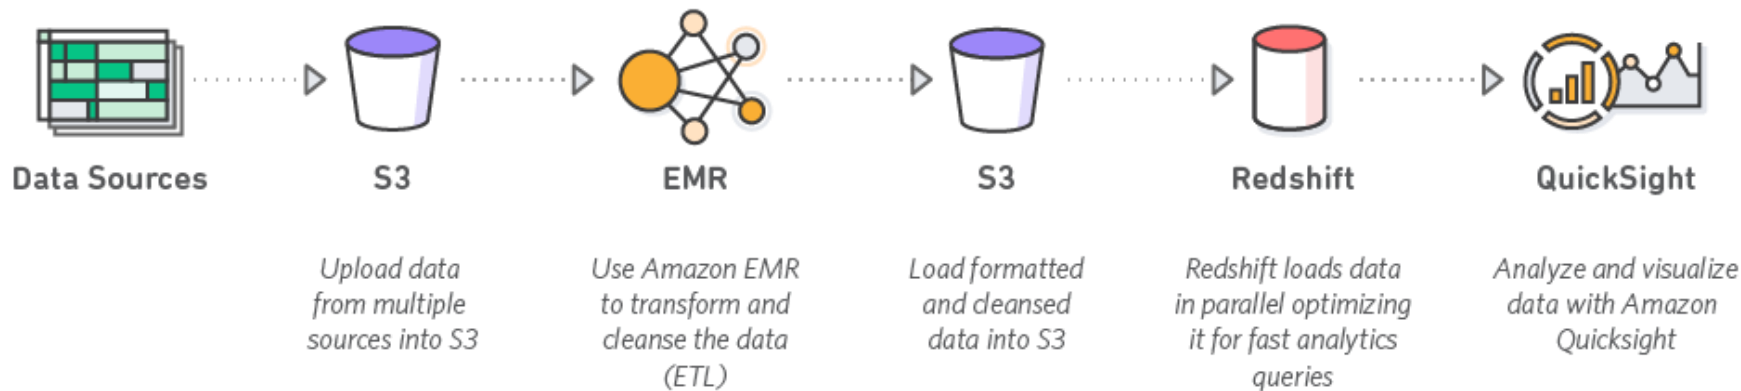 Data Sources
S3
EMR
S3
Redshift
QuickSight
Upload data
from multiple
sources into S3
Use Amazon EMR
to transform and
cleanse the data
(ETL)
Load formatted
and cleansed
data into S3
Redshift loads data
in parallel optimizing
it for fast analytics
queries
Analyze and visualize
data with Amazon
Quicksight